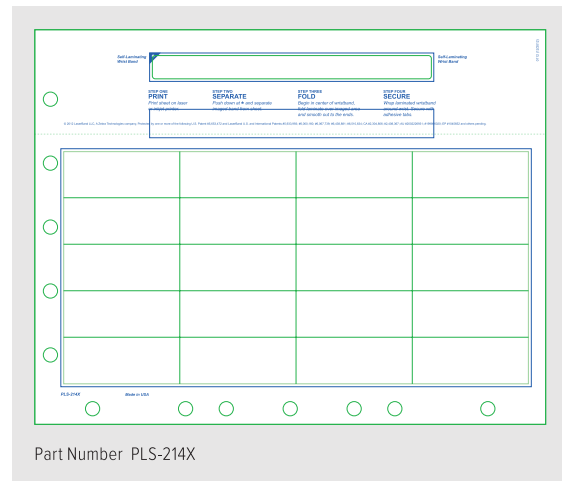 Self-Laminating
Wrist Band
Self-Laminating
Wrist Band
STEP ONE
PRINT
Print sheet on laser
or inkjet printer.
STEP TWO
SEPARATE
Push down at and separate
imaged band from sheet.
STEP THREE
FOLD
Begin in center of wristband,
fold laminate over imaged area
and smooth out to the ends.
STEP FOUR
SECURE
Wrap laminated wristband
around wrist. Secure with
adhesive tabs.
PLS-214X
Made in USA
Part Number PLS-214X